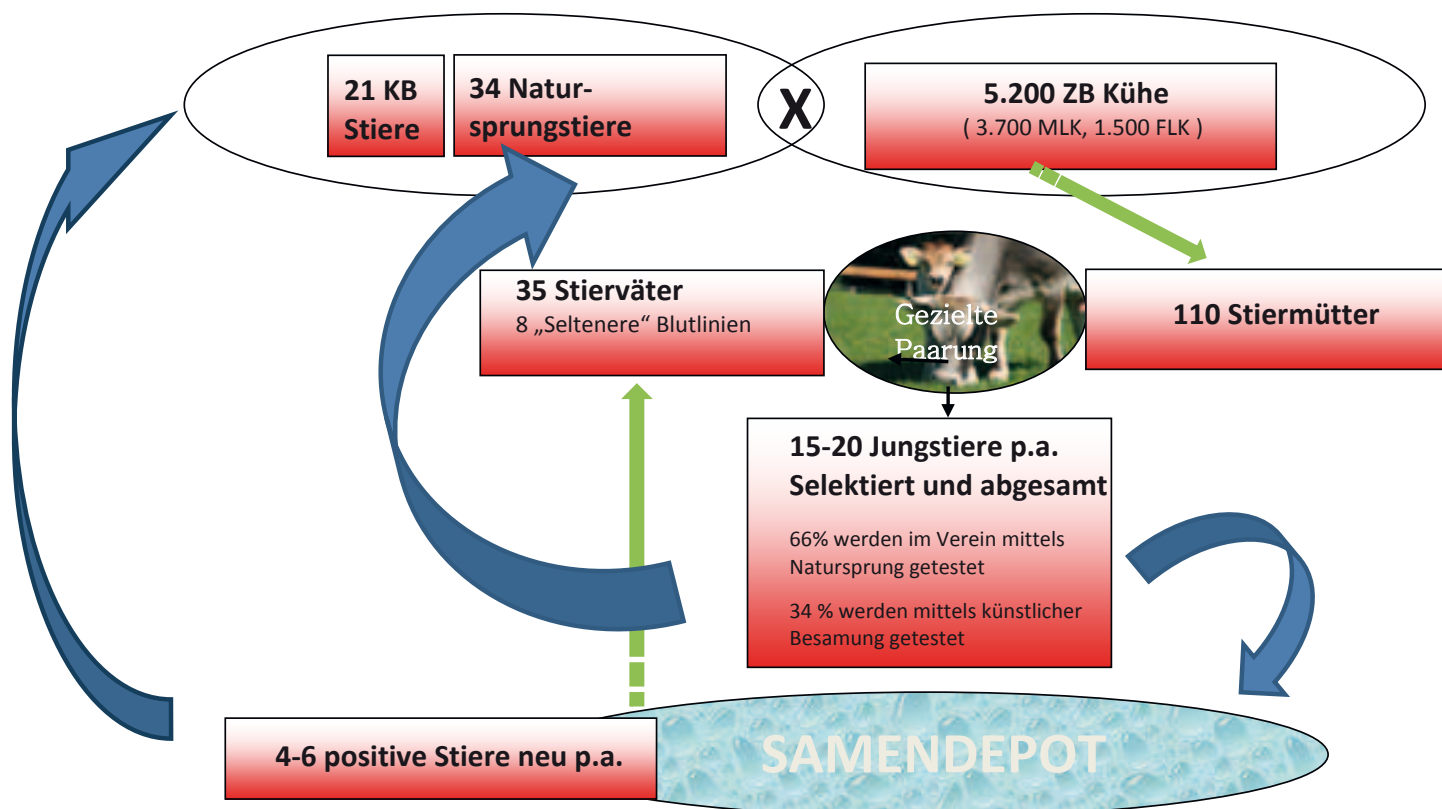 21 KB
Stiere
34 Natur-
sprungstiere
X
5.200 ZB Kühe
( 3.700 MLK, 1.500 FLK )
35 Stierväter
8 „Seltenere“ Blutlinien
Gezielte
Paarung
110 Stiermütter
15-20 Jungstiere p.a.
Selektiert und abgesamt
66% werden im Verein mittels
Natursprung getestet
34 % werden mittels künstlicher
Besamung getestet
4-6 positive Stiere neu p.a.
SAMENDEPOT